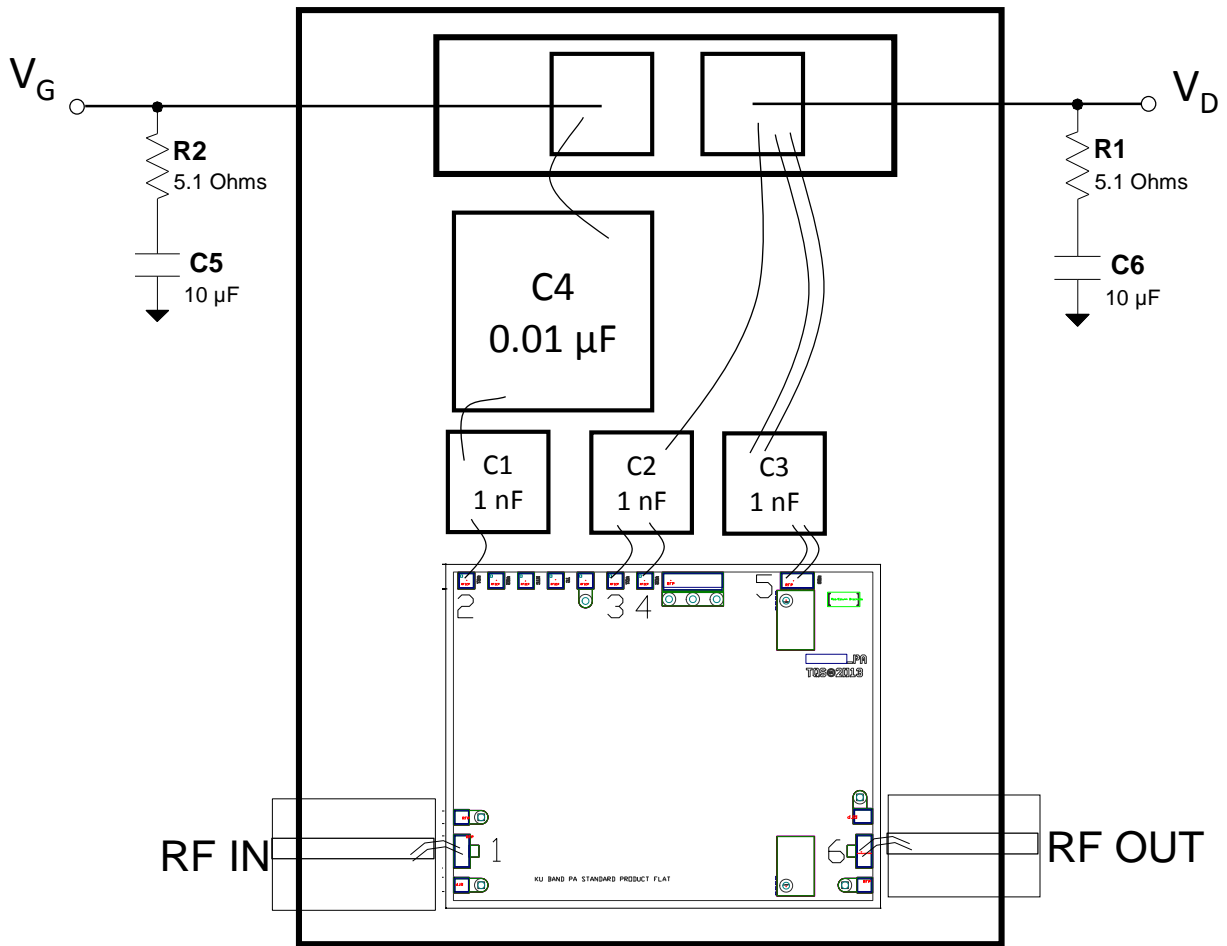 V_G
V_D
R2
5.1 Ohms
R1
5.1 Ohms
C5
10 µF
C6
10 µF
C4
0.01 µF
C1
1 nF
C2
1 nF
C3
1 nF
2
3
4
5
_PA
TQS©2013
RF IN
1
6
RF OUT
KU BAND PA STANDARD PRODUCT FLAT